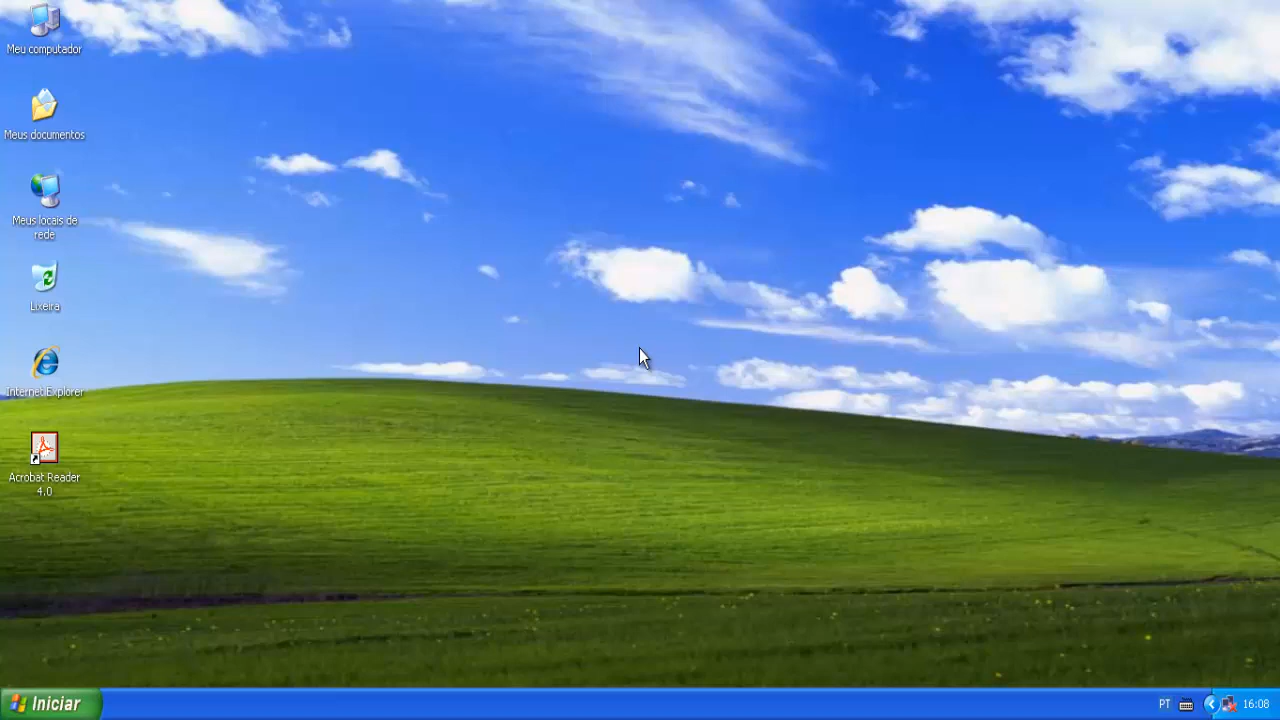 Meu computador
Meus documentos
Meus locais de
rede
Lixeira
Internet Explorer
Acrobat Reader
4.0
Iniciar
PT
16:08